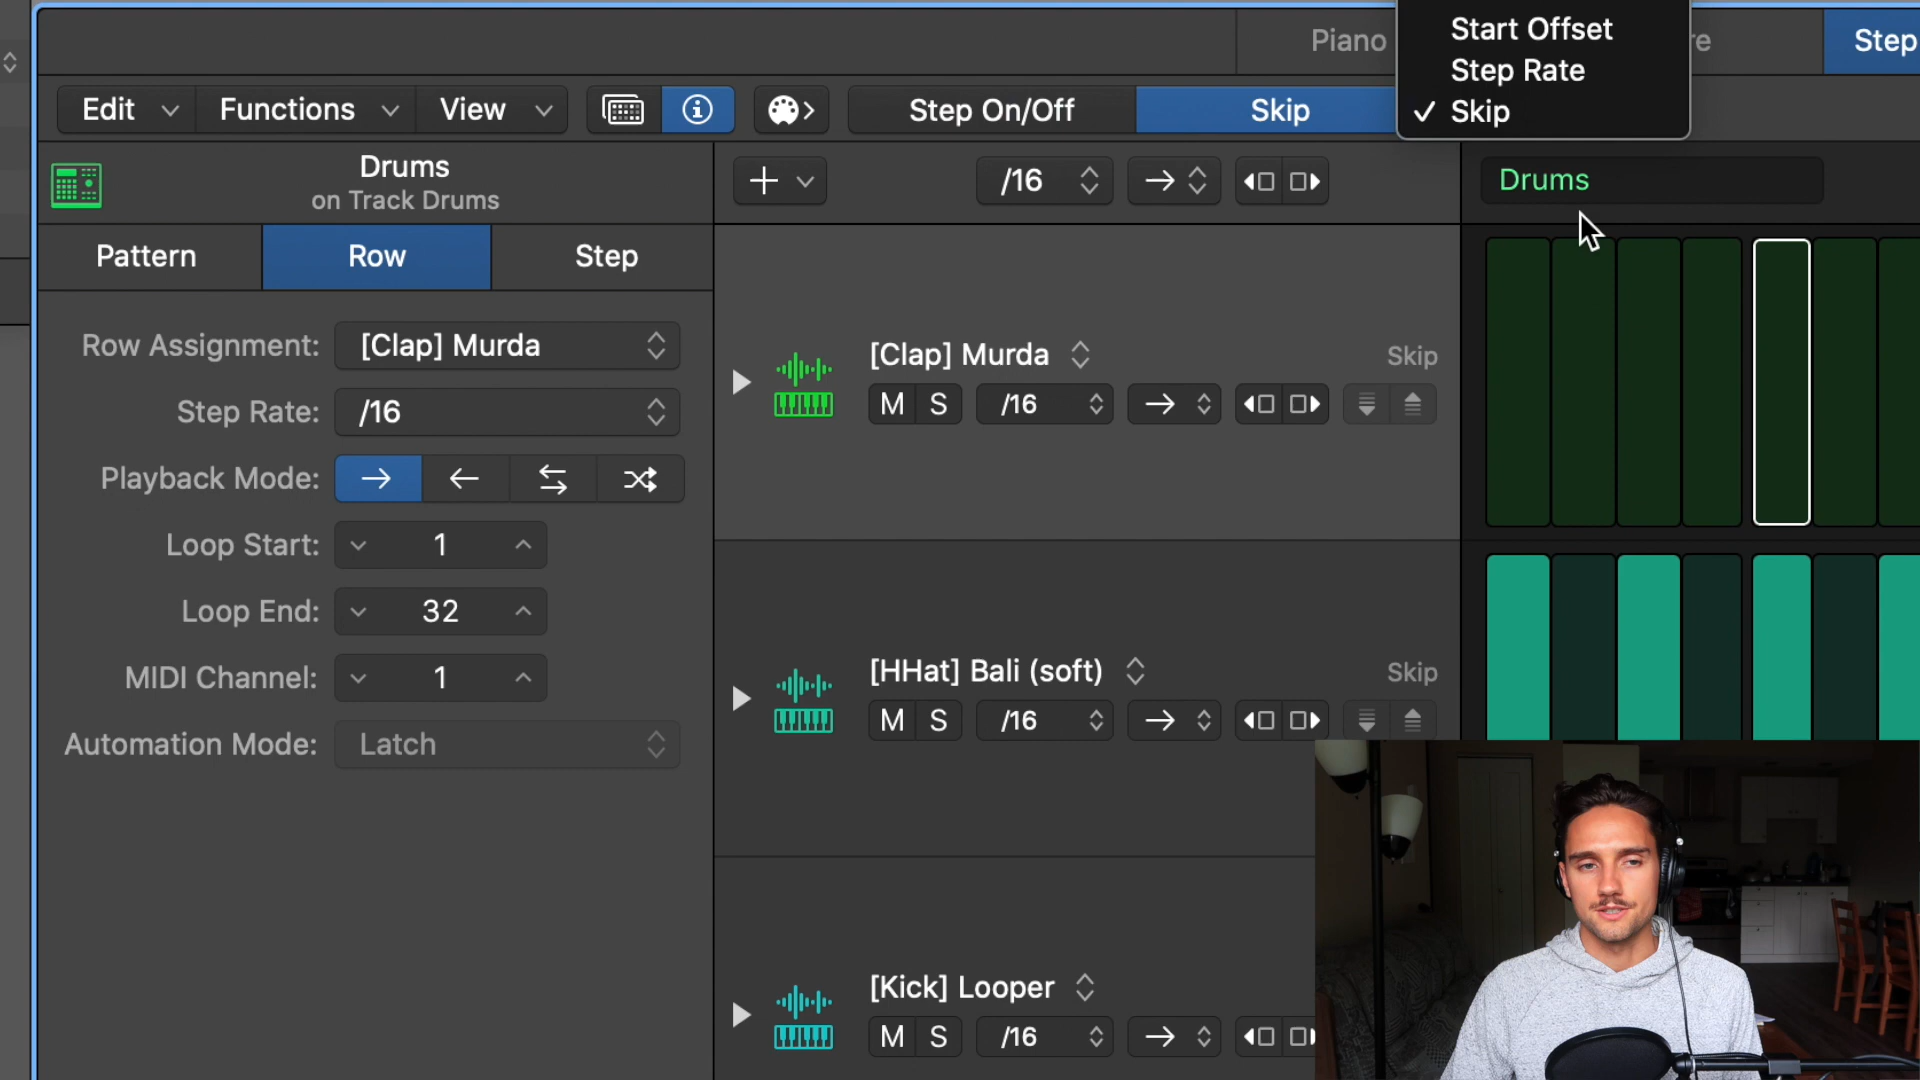 Start Offset
Step Rate
✓ Skip
Piano
re
Step
Edit
Functions
View
Step On/Off
Skip
Drums
on Track Drums
/16
Drums
Pattern
Row
Step
Row Assignment: [Clap] Murda
Step Rate: /16
Playback Mode:
Loop Start: 1
Loop End: 32
MIDI Channel: 1
Automation Mode: Latch
[Clap] Murda
Skip
M S /16
[HHat] Bali (soft)
Skip
M S /16
[Kick] Looper
M S /16